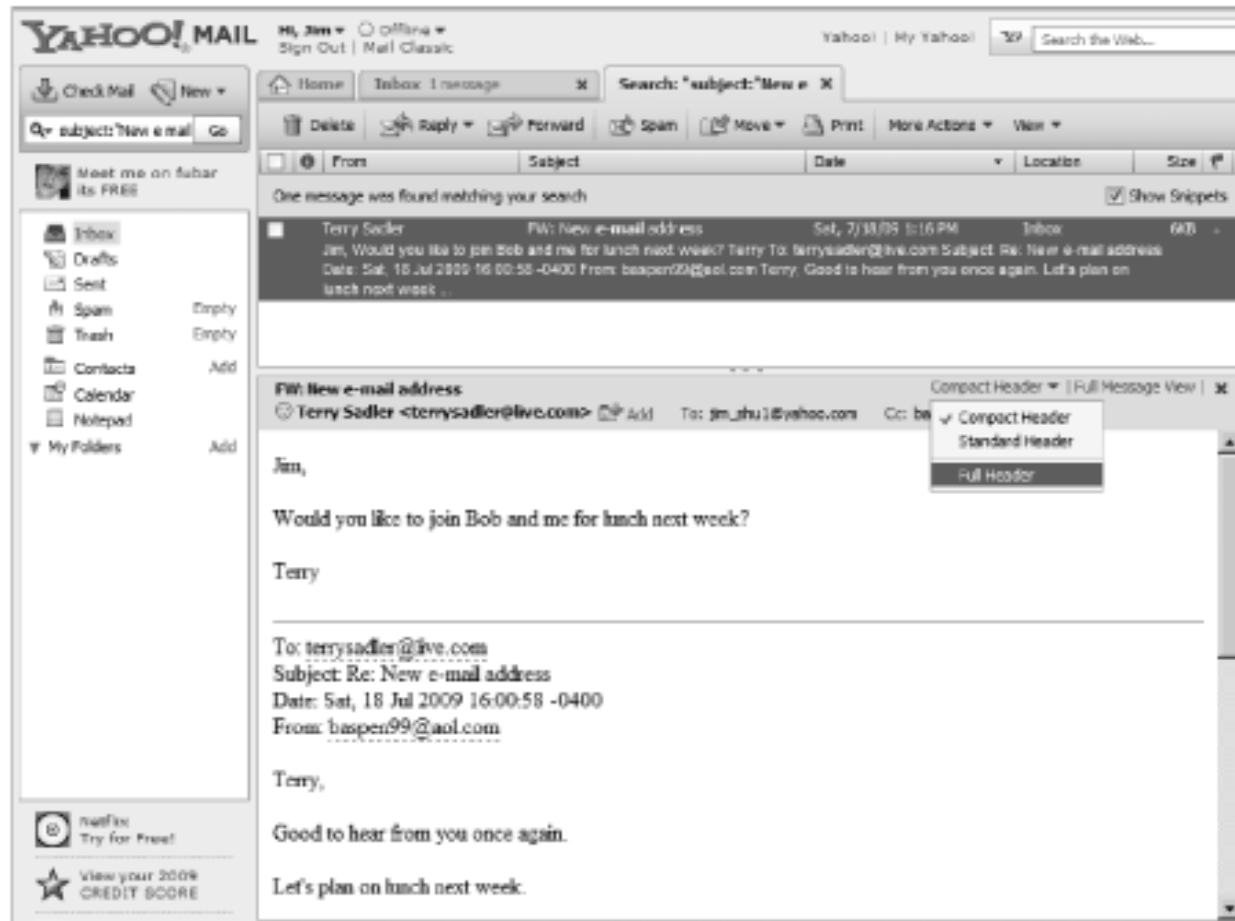 YAHOO! MAIL
Hi, Jim
Offline
Sign Out | Mail Classic
Yahoo! | My Yahoo!
Search the Web...
Check Mail
New
subject:"New e mail
Go
Home
Inbox 1 message
Search: "subject:"New e
Delete
Reply
Forward
Spam
Move
Print
More Actions
View
From
Subject
Date
Location
Size
One message was found matching your search
Show Snippets
Terry Sadler
FW: New e-mail address
Sat, 7/18/09 1:16 PM
Inbox
6KB
Jim, Would you like to join Bob and me for lunch next week? Terry To: terrysadler@live.com Subject: Re: New e-mail address
Date: Sat, 18 Jul 2009 16:00:58 -0400 From: baspen99@aol.com Terry, Good to hear from you once again. Let's plan on
lunch next week ...
Meet me on fubar
its FREE
Inbox
Drafts
Sent
Spam Empty
Trash Empty
Contacts Add
Calendar
Notepad
My Folders Add
Netflix
Try for Free!
View your 2009
CREDIT SCORE
FW: New e-mail address
Compact Header
Full Message View
Terry Sadler <terrysadler@live.com>
Add
To: jim_shu1@yahoo.com
Cc: ba
Compact Header
Standard Header
Full Header
Jim,
Would you like to join Bob and me for lunch next week?
Terry
To: terrysadler@live.com
Subject: Re: New e-mail address
Date: Sat, 18 Jul 2009 16:00:58 -0400
From: baspen99@aol.com
Terry,
Good to hear from you once again.
Let's plan on lunch next week.